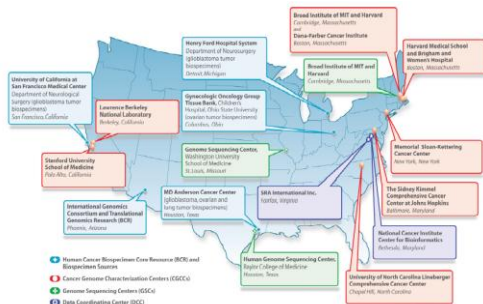 Broad Institute of MIT and Harvard
Cambridge, Massachusetts
and
Dana-Farber Cancer Institute
Boston, Massachusetts
Harvard Medical School
and Brigham and
Women's Hospital
Boston, Massachusetts
Henry Ford Hospital System
Department of Neurosurgery
(glioblastoma tumor
biospecimens)
Detroit Michigan
Broad Institute of MIT and
Harvard
Cambridge, Massachusetts
University of California at
San Francisco Medical Center
Department of Neurological
surgery (glioblastoma tumor
biospecimens)
San Francisco, California
Lawrence Berkeley
National Laboratory
Berkeley, California
Gynecologic Oncology Group
Tissue Bank, Children's
Hospital, Ohio State University
(ovarian tumor biospecimens)
Columbus, Ohio
Stanford University
School of Medicine
Palo Alto, California
Genome Sequencing Center,
Washington University
School of Medicine
St. Louis, Missouri
Memorial Sloan-Kettering
Cancer Center
New York, New York
The Sidney Kimmel
Comprehensive Cancer
Center at Johns Hopkins
Baltimore, Maryland
International Genomics
Consortium and Translational
Genomics Research (BCR)
Phoenix, Arizona
MD Anderson Cancer Center
(glioblastoma, ovarian and
lung tumor biospecimens)
Houston, Texas
SRA International Inc.
Fairfax, Virginia
National Cancer Institute
Center for Bioinformatics
Bethesda, Maryland
Human Genome Sequencing Center,
Baylor College of Medicine
Houston, Texas
University of North Carolina Lineberger
Comprehensive Cancer Center
Chapel Hill, North Carolina
Human Cancer Biospecimen Core Resource (BCR) and
Biospecimen Sources
Cancer Genome Characterization Centers (CGCCs)
Genome Sequencing Centers (GSCs)
Data Coordinating Center (DCC)